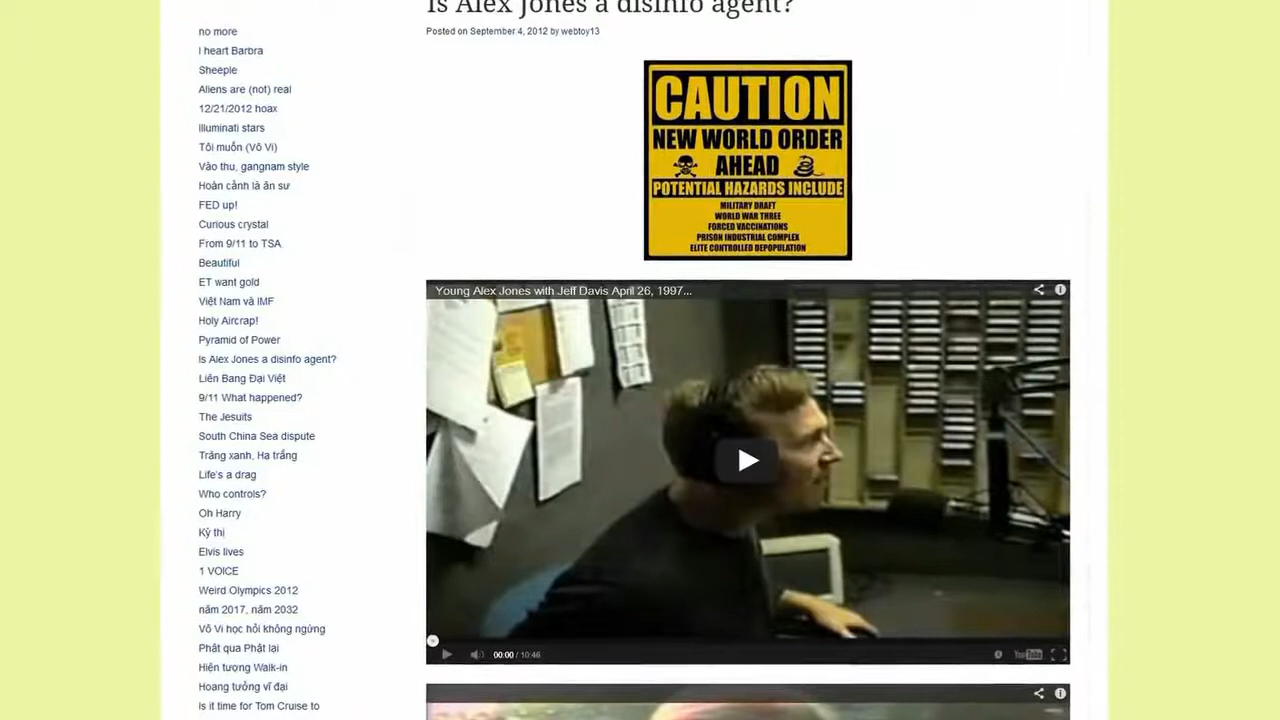 Is Alex Jones a disinfo agent?
Posted on September 4, 2012 by webtoy13
no more
I heart Barbra
Sheeple
Aliens are (not) real
12/21/2012 hoax
Illuminati stars
Tôi muốn (Vô Vi)
Vào thu, gangnam style
Hoàn cảnh là ân sư
FED up!
Curious crystal
From 9/11 to TSA
Beautiful
ET want gold
Việt Nam và IMF
Holy Aircrap!
Pyramid of Power
Is Alex Jones a disinfo agent?
Liên Bang Đại Việt
9/11 What happened?
The Jesuits
South China Sea dispute
Trăng xanh, Hạ trắng
Life's a drag
Who controls?
Oh Harry
Kỳ thị
Elvis lives
1 VOICE
Weird Olympics 2012
năm 2017, năm 2032
Vô Vi học hỏi không ngừng
Phật qua Phật lại
Hiện tượng Walk-in
Hoang tưởng vĩ đại
Is it time for Tom Cruise to
CAUTION
NEW WORLD ORDER
AHEAD
POTENTIAL HAZARDS INCLUDE
MILITARY DRAFT
WORLD WAR THREE
FORCED VACCINATIONS
PRISON INDUSTRIAL COMPLEX
ELITE CONTROLLED DEPOPULATION
Young Alex Jones with Jeff Davis April 26, 1997...
00:00 / 10:46
YouTube